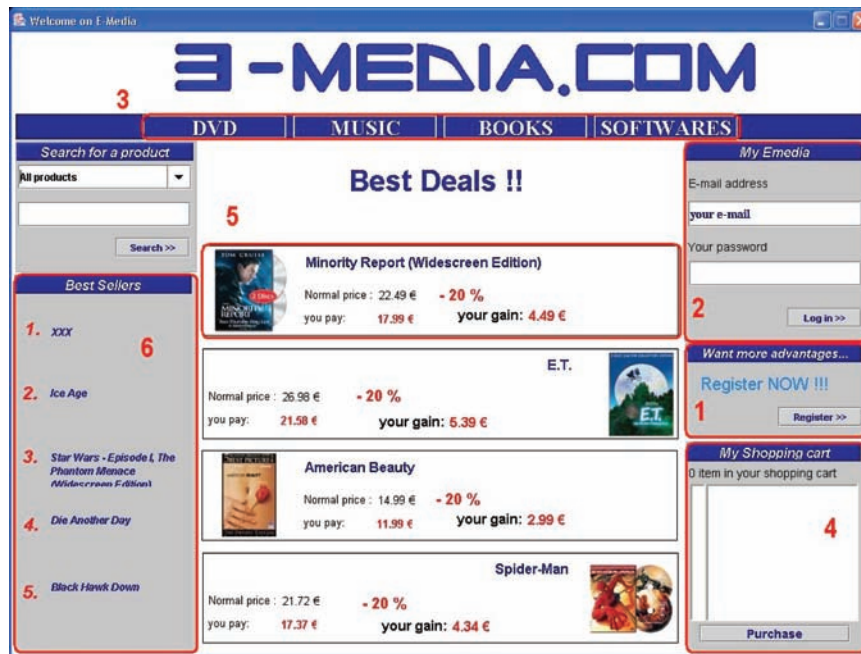 Welcome on E-Media
3-MEDIA.COM
3
DVD MUSIC BOOKS SOFTWARES
Search for a product
All products
Search >>
Best Sellers
6
1. XXX
2. Ice Age
3. Star Wars - Episode I, The
Phantom Menace
(Widescreen Edition)
4. Die Another Day
5. Black Hawk Down
Best Deals !!
5
TOM CRUISE
2 Discs
MINORITY
REPORT
Minority Report (Widescreen Edition)
Normal price : 22.49 € - 20 %
you pay: 17.99 € your gain: 4.49 €
E.T.
Normal price : 26.98 € - 20 %
you pay: 21.58 € your gain: 5.39 €
E.T.
American Beauty
Normal price : 14.99 € - 20 %
you pay: 11.99 € your gain: 2.99 €
Spider-Man
Normal price : 21.72 € - 20 %
you pay: 17.37 € your gain: 4.34 €
My Emedia
E-mail address
your e-mail
Your password
2
Log in >>
Want more advantages...
Register NOW !!!
1
Register >>
My Shopping cart
0 item in your shopping cart
4
Purchase